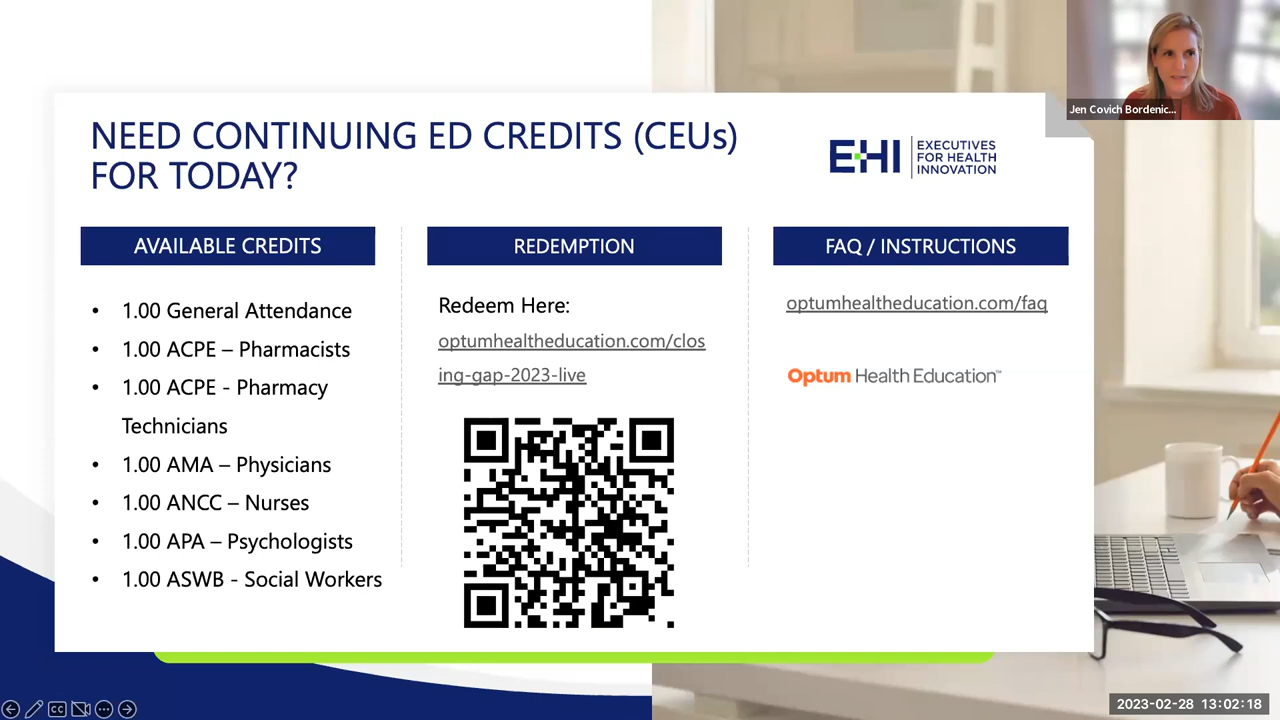 NEED CONTINUING ED CREDITS (CEUs)
FOR TODAY?
EHI
EXECUTIVES
FOR HEALTH
INNOVATION
AVAILABLE CREDITS
• 1.00 General Attendance
• 1.00 ACPE – Pharmacists
• 1.00 ACPE - Pharmacy
Technicians
• 1.00 AMA – Physicians
• 1.00 ANCC – Nurses
• 1.00 APA – Psychologists
• 1.00 ASWB - Social Workers
REDEMPTION
Redeem Here:
optumhealtheducation.com/clos
ing-gap-2023-live
FAQ / INSTRUCTIONS
optumhealtheducation.com/faq
Optum Health Education™
Jen Covich Bordenic...
CC
2023-02-28 13:02:18